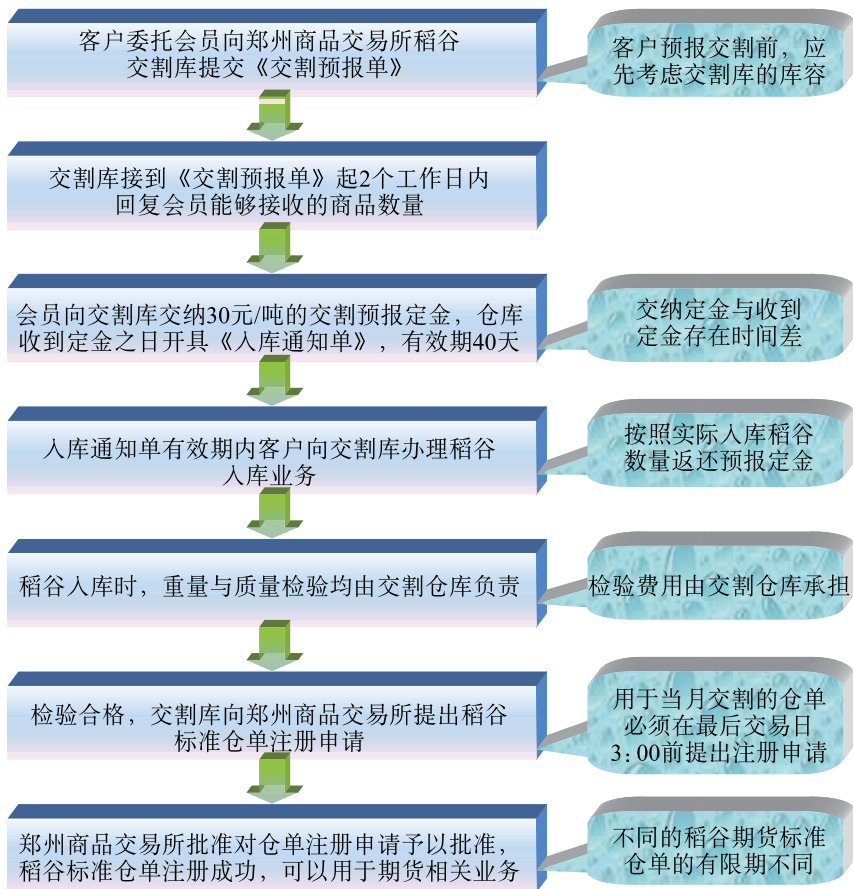 客户委托会员向郑州商品交易所稻谷
交割库提交《交割预报单》
客户预报交割前，应
先考虑交割库的库容
交割库接到《交割预报单》起2个工作日内
回复会员能够接收的商品数量
会员向交割库交纳30元/吨的交割预报定金，仓库
收到定金之日开具《入库通知单》，有效期40天
交纳定金与收到
定金存在时间差
入库通知单有效期内客户向交割库办理稻谷
入库业务
按照实际入库稻谷
数量返还预报定金
稻谷入库时，重量与质量检验均由交割仓库负责
检验费用由交割仓库承担
检验合格，交割库向郑州商品交易所提出稻谷
标准仓单注册申请
用于当月交割的仓单
必须在最后交易日
3：00前提出注册申请
郑州商品交易所批准对仓单注册申请予以批准，
稻谷标准仓单注册成功，可以用于期货相关业务
不同的稻谷期货标准
仓单的有限期不同